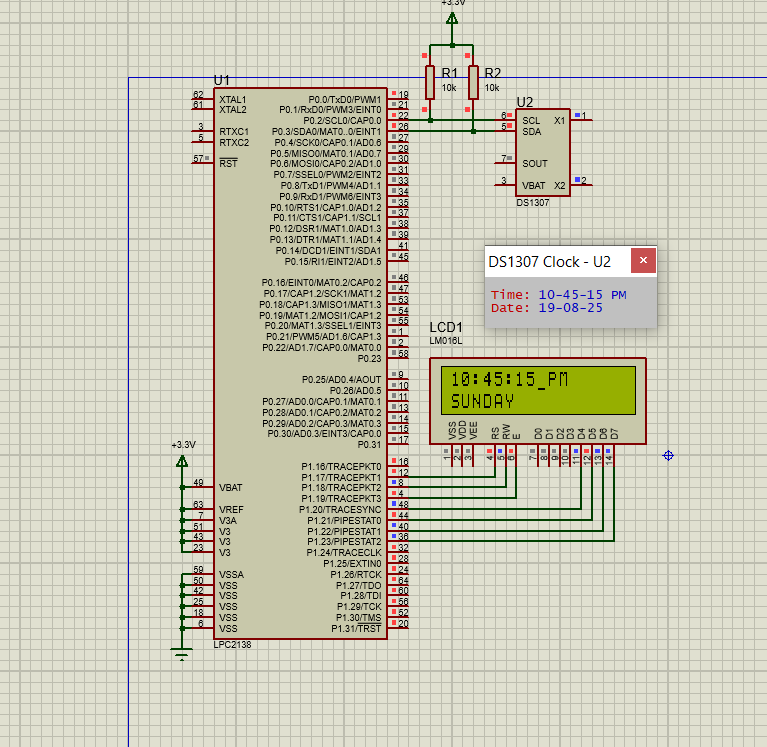 +3.3V
R1
10k
R2
10k
U1
62 XTAL1
61 XTAL2
3 RTXC1
5 RTXC2
57 RST
P0.0/TxD0/PWM1 19
P0.1/RxD0/PWM3/EINT0 21
P0.2/SCL0/CAP0.0 22
P0.3/SDA0/MAT0..0/EINT1 26
P0.4/SCK0/CAP0.1/AD0.6 27
P0.5/MISO0/MAT0.1/AD0.7 29
P0.6/MOSI0/CAP0.2/AD1.0 30
P0.7/SSEL0/PWM2/EINT2 31
P0.8/TxD1/PWM4/AD1.1 33
P0.9/RxD1/PWM6/EINT3 34
P0.10/RTS1/CAP1.0/AD1.2 35
P0.11/CTS1/CAP1.1/SCL1 37
P0.12/DSR1/MAT1.0/AD1.3 38
P0.13/DTR1/MAT1.1/AD1.4 39
P0.14/DCD1/EINT1/SDA1 41
P0.15/RI1/EINT2/AD1.5 45
P0.16/EINT0/MAT0.2/CAP0.2 46
P0.17/CAP1.2/SCK1/MAT1.2 47
P0.18/CAP1.3/MISO1/MAT1.3 53
P0.19/MAT1.2/MOSI1/CAP1.2 54
P0.20/MAT1.3/SSEL1/EINT3 55
P0.21/PWM5/AD1.6/CAP1.3 1
P0.22/AD1.7/CAP0.0/MAT0.0 2
P0.23 58
P0.25/AD0.4/AOUT 9
P0.26/AD0.5 10
P0.27/AD0.0/CAP0.1/MAT0.1 11
P0.28/AD0.1/CAP0.2/MAT0.2 13
P0.29/AD0.2/CAP0.3/MAT0.3 14
P0.30/AD0.3/EINT3/CAP0.0 15
P0.31 17
P1.16/TRACEPKT0 16
P1.17/TRACEPKT1 12
P1.18/TRACEPKT2 8
P1.19/TRACEPKT3 4
P1.20/TRACESYNC 48
P1.21/PIPESTAT0 44
P1.22/PIPESTAT1 40
P1.23/PIPESTAT2 36
P1.24/TRACECLK 32
P1.25/EXTIN0 28
P1.26/RTCK 24
P1.27/TDO 64
P1.28/TDI 60
P1.29/TCK 56
P1.30/TMS 52
P1.31/TRST 20
+3.3V
49 VBAT
63 VREF
7 V3A
51 V3
43 V3
23 V3
59 VSSA
50 VSS
42 VSS
25 VSS
18 VSS
6 VSS
LPC2138
U2
6 SCL X1 1
5 SDA
7 SOUT
3 VBAT X2 2
DS1307
DS1307 Clock - U2 ×
Time: 10-45-15 PM
Date: 19-08-25
LCD1
LM016L
10:45:15_PM
SUNDAY
VSS VDD VEE RS RW E D0 D1 D2 D3 D4 D5 D6 D7
1 2 3 4 5 6 7 8 9 10 11 12 13 14